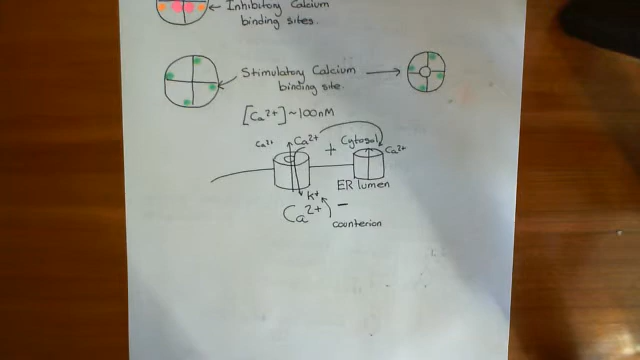 ← Inhibitory Calcium
binding sites.
Stimulatory Calcium →
binding site.
[Ca²⁺] ~100nM
Ca²⁺ Ca²⁺ + Cytosol Ca²⁺
ER lumen
K⁺
Ca²⁺ −
counterion